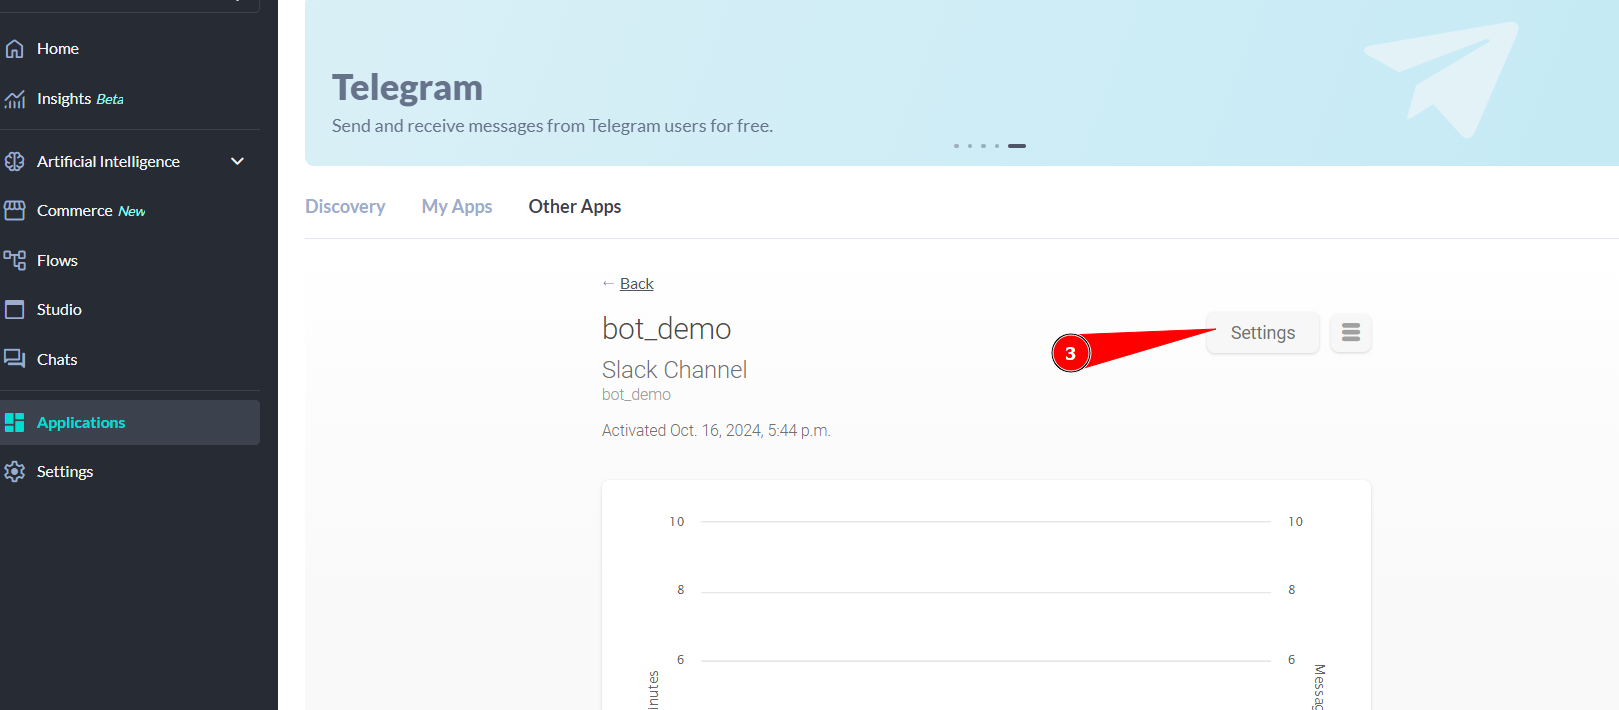 Home
Insights Beta
Artificial Intelligence
Commerce New
Flows
Studio
Chats
Applications
Settings
Telegram
Send and receive messages from Telegram users for free.
Discovery My Apps Other Apps
← Back
bot_demo
Slack Channel
bot_demo
Activated Oct. 16, 2024, 5:44 p.m.
3
Settings
10 10
8 8
6 6